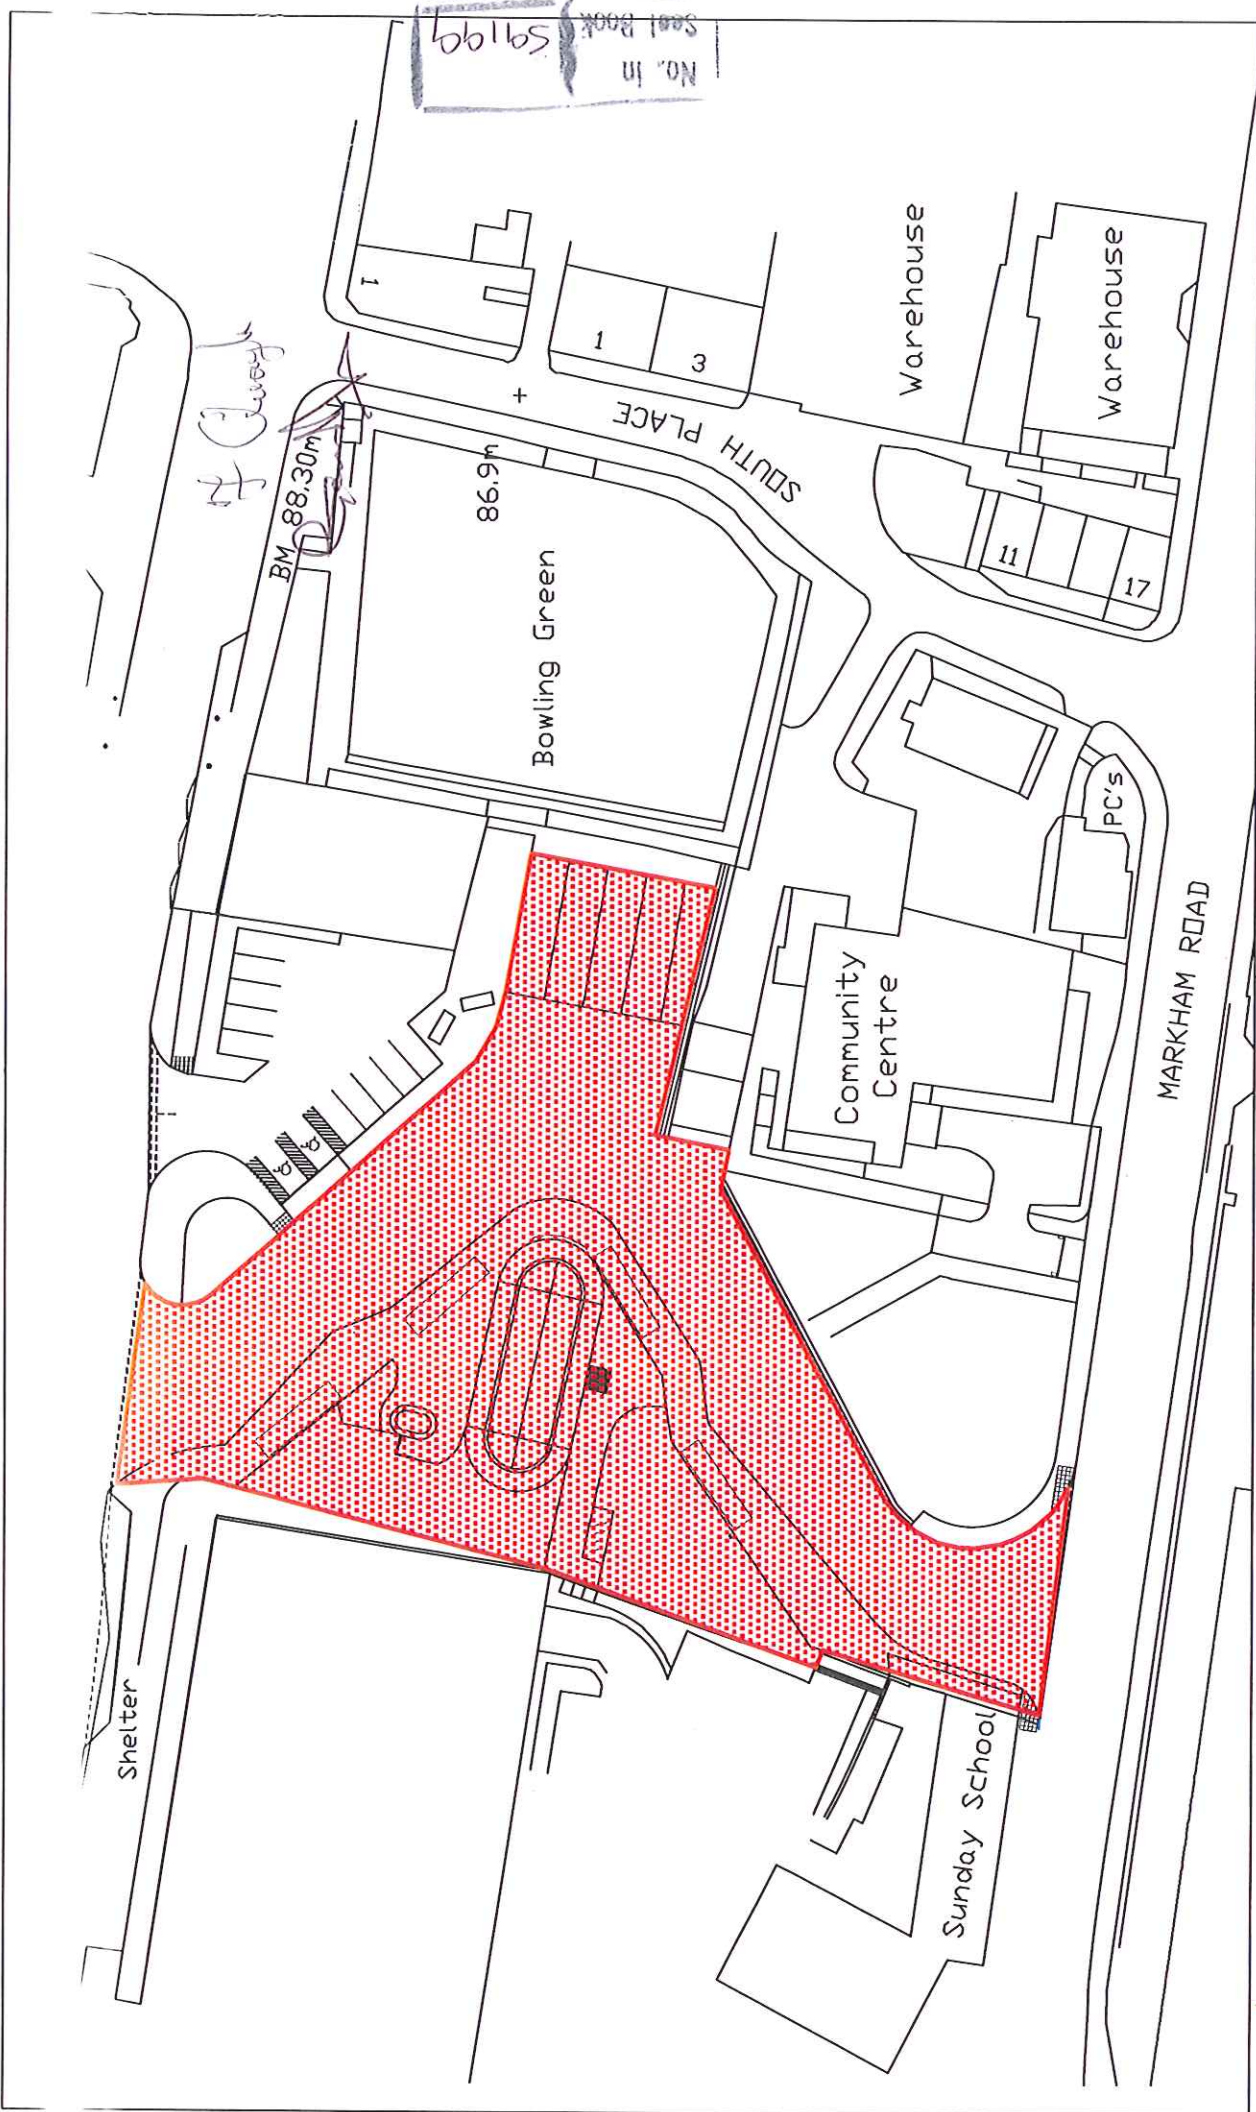 No. in
Seal Book
59199
1
1
3
SOUTH PLACE
Warehouse
Warehouse
BM 88.30m
86.9m
Bowling Green
11
17
PC's
Community
Centre
MARKHAM ROAD
Shelter
Sunday School